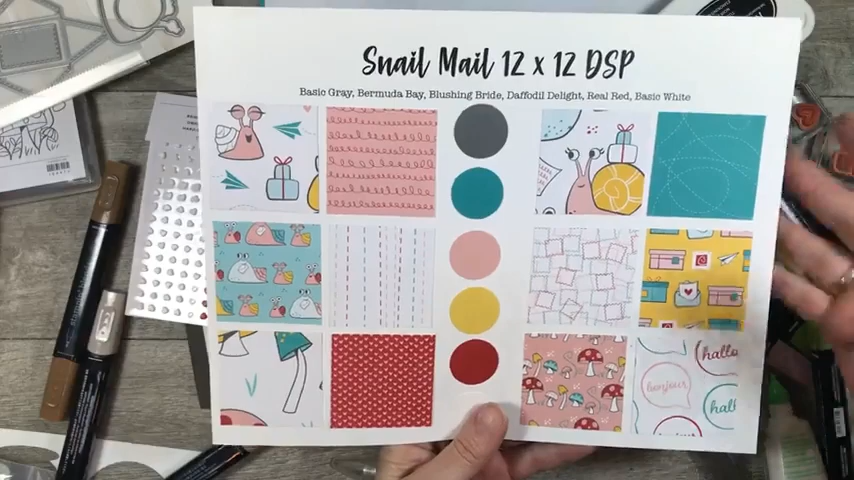 Snail Mail 12 x 12 DSP
Basic Gray, Bermuda Bay, Blushing Bride, Daffodil Delight, Real Red, Basic White
hallo
bonjour